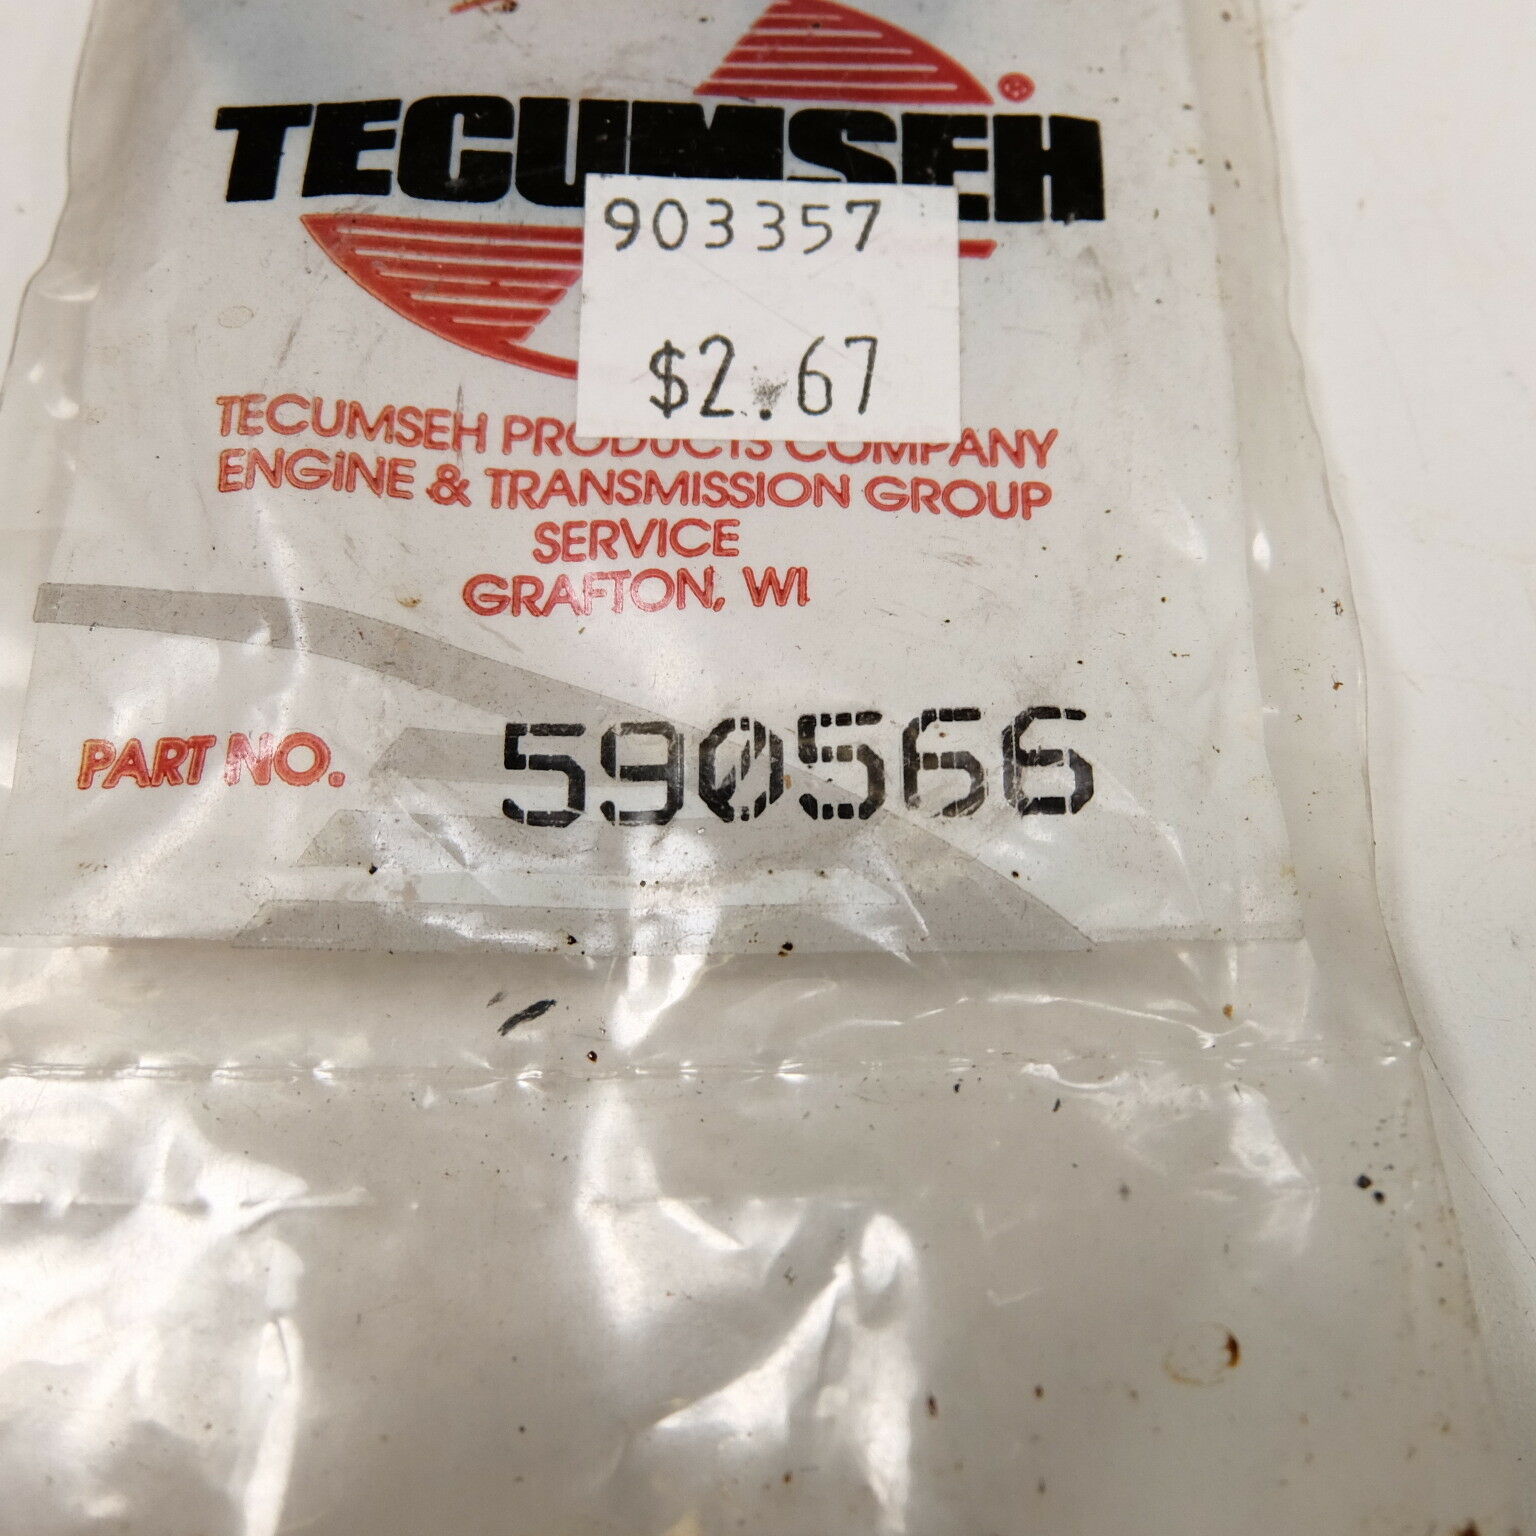 TECUMSEH®
903357
$2.67
TECUMSEH PRODUCTS COMPANY
ENGINE & TRANSMISSION GROUP
SERVICE
GRAFTON, WI
PART NO. 590566